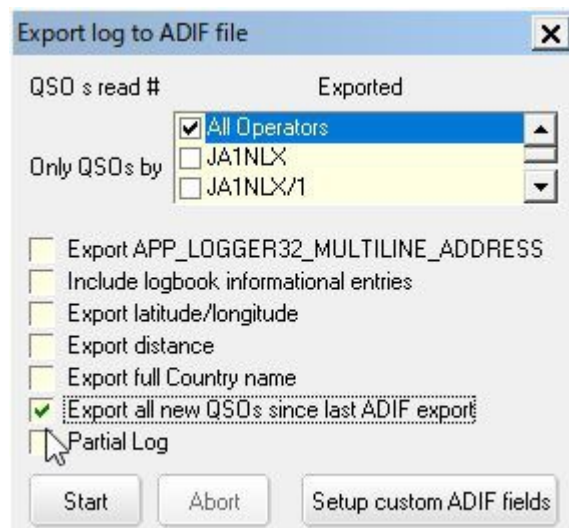 Export log to ADIF file
QSO s read # Exported
All Operators
Only QSOs by JA1NLX
JA1NLX/1
Export APP_LOGGER32_MULTILINE_ADDRESS
Include logbook informational entries
Export latitude/longitude
Export distance
Export full Country name
Export all new QSOs since last ADIF export
Partial Log
Start Abort Setup custom ADIF fields